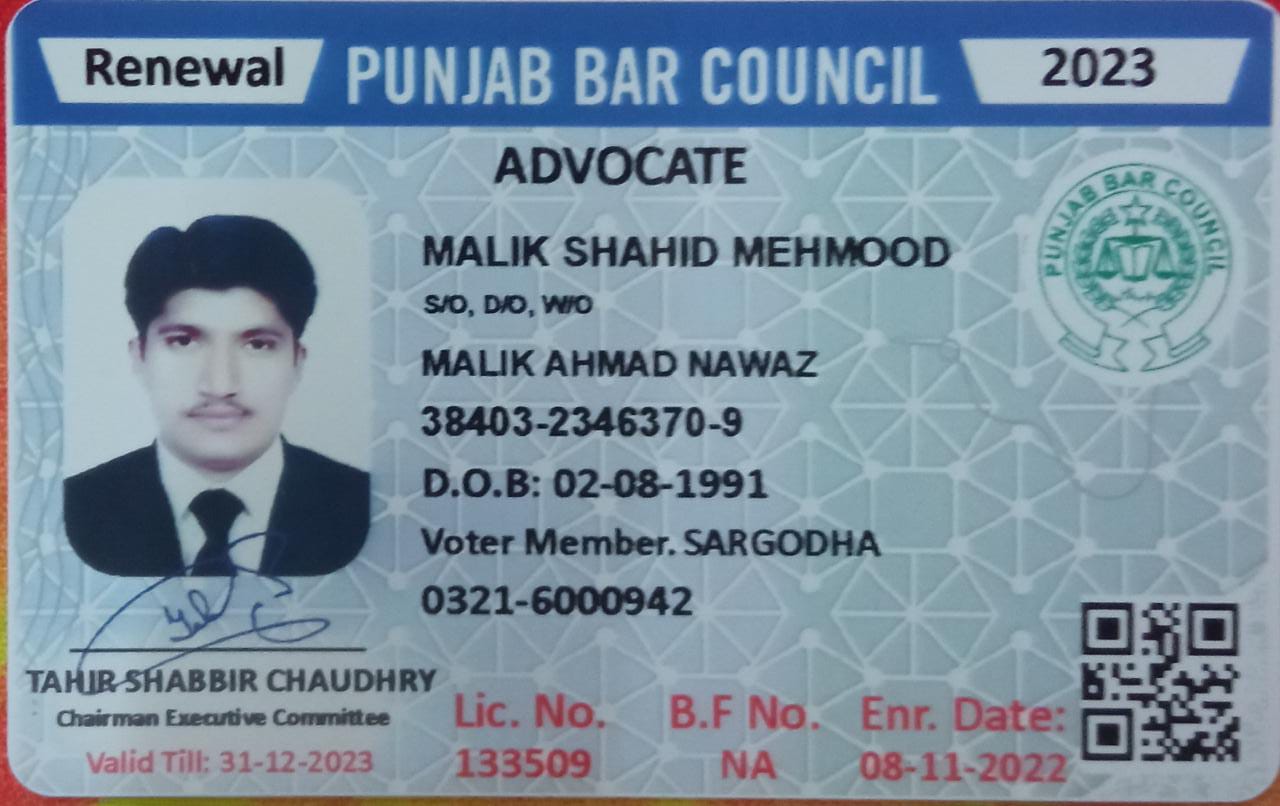 Renewal PUNJAB BAR COUNCIL 2023
ADVOCATE
PUNJAB BAR COUNCIL
MALIK SHAHID MEHMOOD
S/O, D/O, W/O
MALIK AHMAD NAWAZ
38403-2346370-9
D.O.B: 02-08-1991
Voter Member. SARGODHA
0321-6000942
TAHIR SHABBIR CHAUDHRY
Chairman Executive Committee
Valid Till: 31-12-2023
Lic. No. B.F No. Enr. Date:
133509 NA 08-11-2022